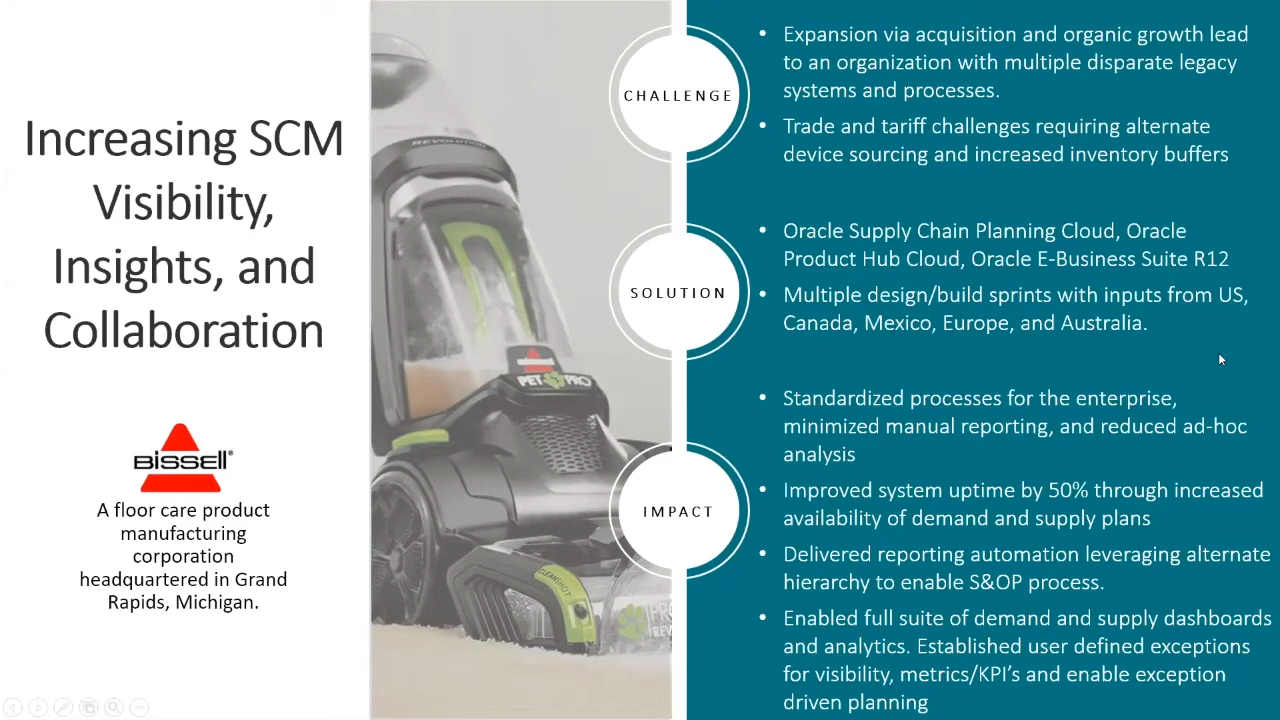 Increasing SCM
Visibility,
Insights, and
Collaboration
BISSELL®
A floor care product
manufacturing
corporation
headquartered in Grand
Rapids, Michigan.
REVOLUTION
BISSELL
PET PRO
CLEANSHOT
PRO
REV
CHALLENGE
• Expansion via acquisition and organic growth lead
to an organization with multiple disparate legacy
systems and processes.
• Trade and tariff challenges requiring alternate
device sourcing and increased inventory buffers
SOLUTION
• Oracle Supply Chain Planning Cloud, Oracle
Product Hub Cloud, Oracle E-Business Suite R12
• Multiple design/build sprints with inputs from US,
Canada, Mexico, Europe, and Australia.
IMPACT
• Standardized processes for the enterprise,
minimized manual reporting, and reduced ad-hoc
analysis
• Improved system uptime by 50% through increased
availability of demand and supply plans
• Delivered reporting automation leveraging alternate
hierarchy to enable S&OP process.
• Enabled full suite of demand and supply dashboards
and analytics. Established user defined exceptions
for visibility, metrics/KPI’s and enable exception
driven planning